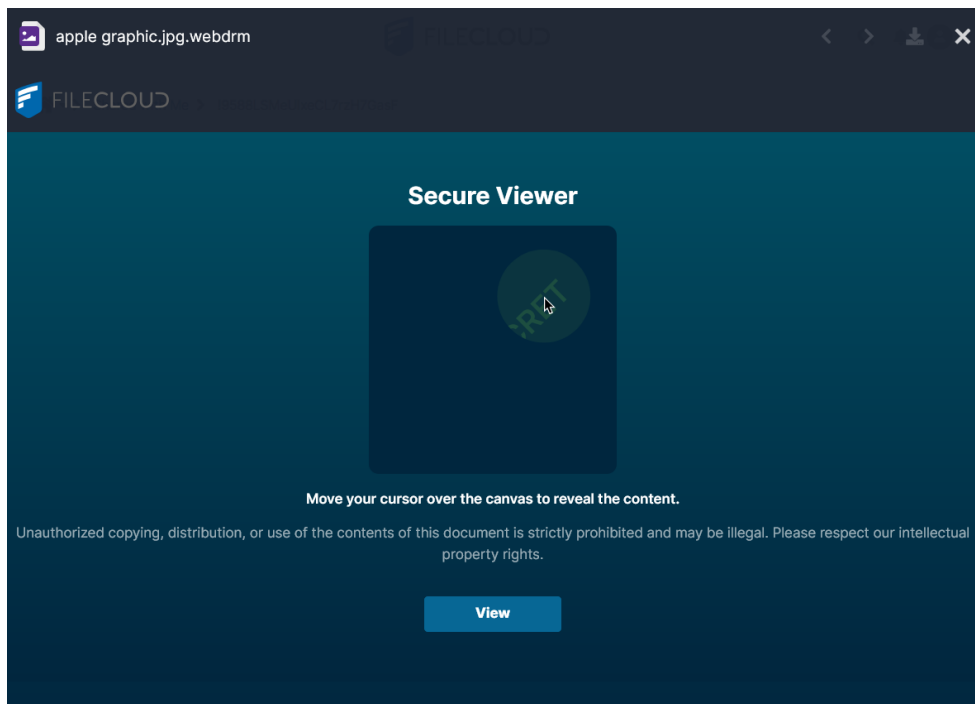 apple graphic.jpg.webdrm
FILECLOUD
FILECLOUD
Secure Viewer
CRET
Move your cursor over the canvas to reveal the content.
Unauthorized copying, distribution, or use of the contents of this document is strictly prohibited and may be illegal. Please respect our intellectual
property rights.
View